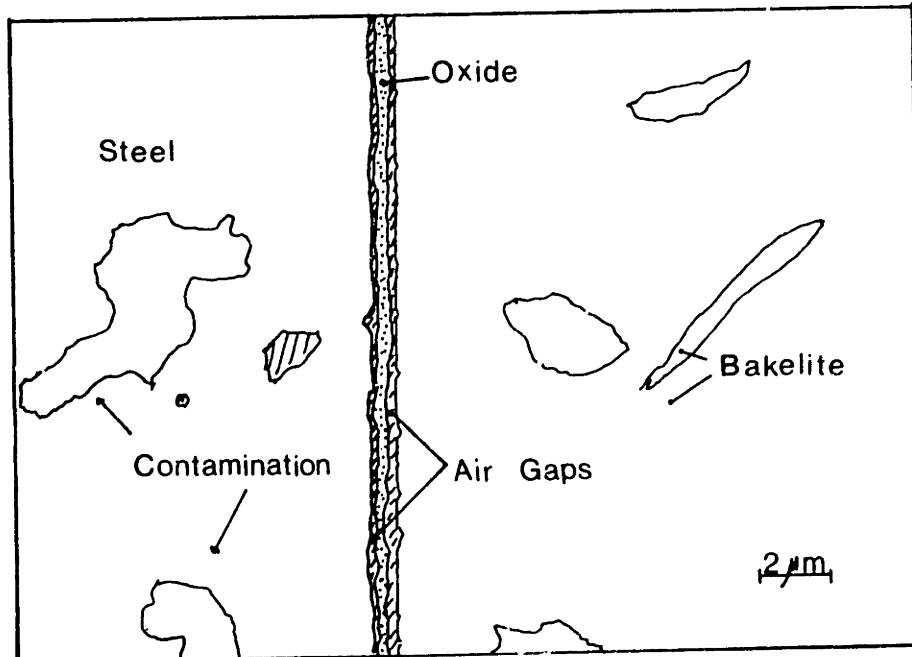 Oxide
Steel
Bakelite
Contamination
Air Gaps
2 μm